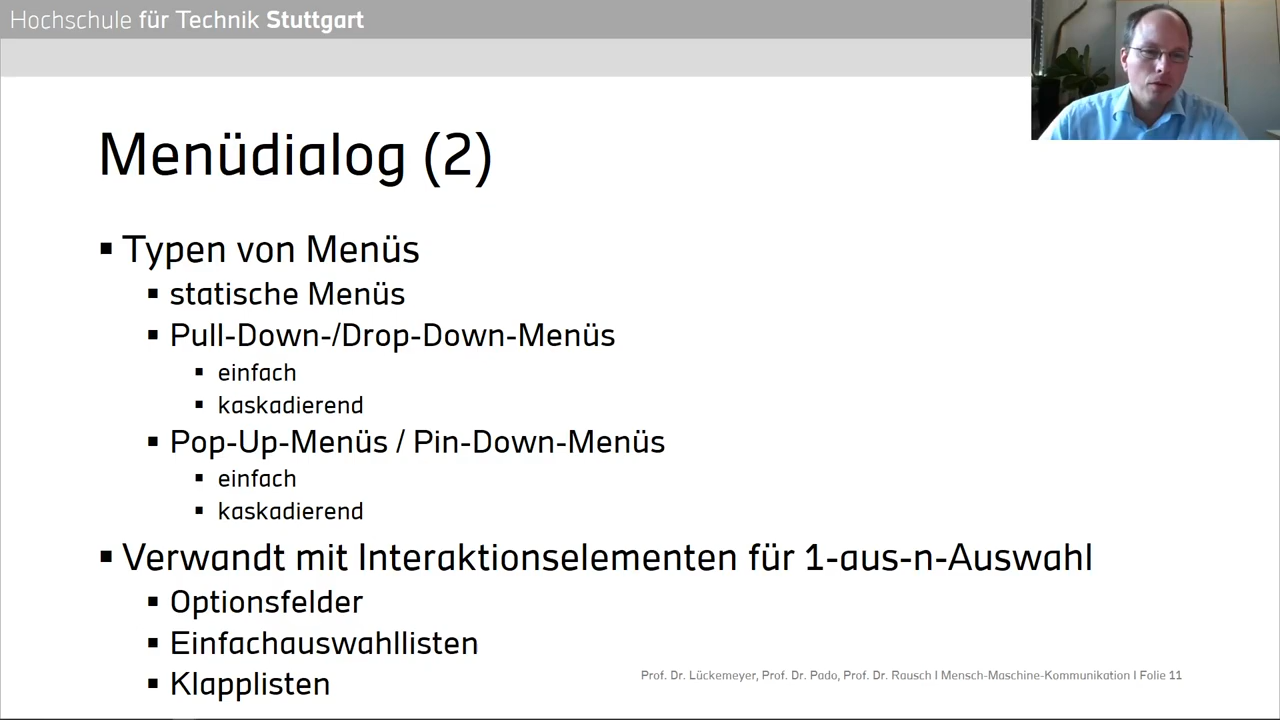 Hochschule für Technik Stuttgart
Menüdialog (2)
▪ Typen von Menüs
▪ statische Menüs
▪ Pull-Down-/Drop-Down-Menüs
▪ einfach
▪ kaskadierend
▪ Pop-Up-Menüs / Pin-Down-Menüs
▪ einfach
▪ kaskadierend
▪ Verwandt mit Interaktionselementen für 1-aus-n-Auswahl
▪ Optionsfelder
▪ Einfachauswahllisten
▪ Klapplisten
Prof. Dr. Lückemeyer, Prof. Dr. Pado, Prof. Dr. Rausch I Mensch-Maschine-Kommunikation I Folie 11